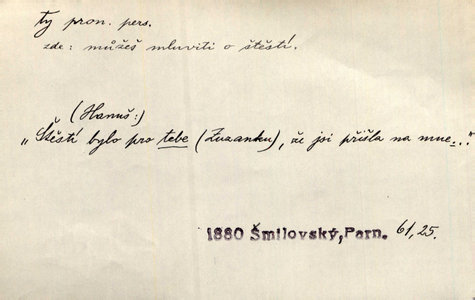 ty pron. pers.
zde: můžeš mluviti o štěstí.
(Hanuš:)
„Štěstí bylo pro tebe (Zuzanku), že jsi přišla na mne..."
1880 Šmilovský, Parn. 61, 25.